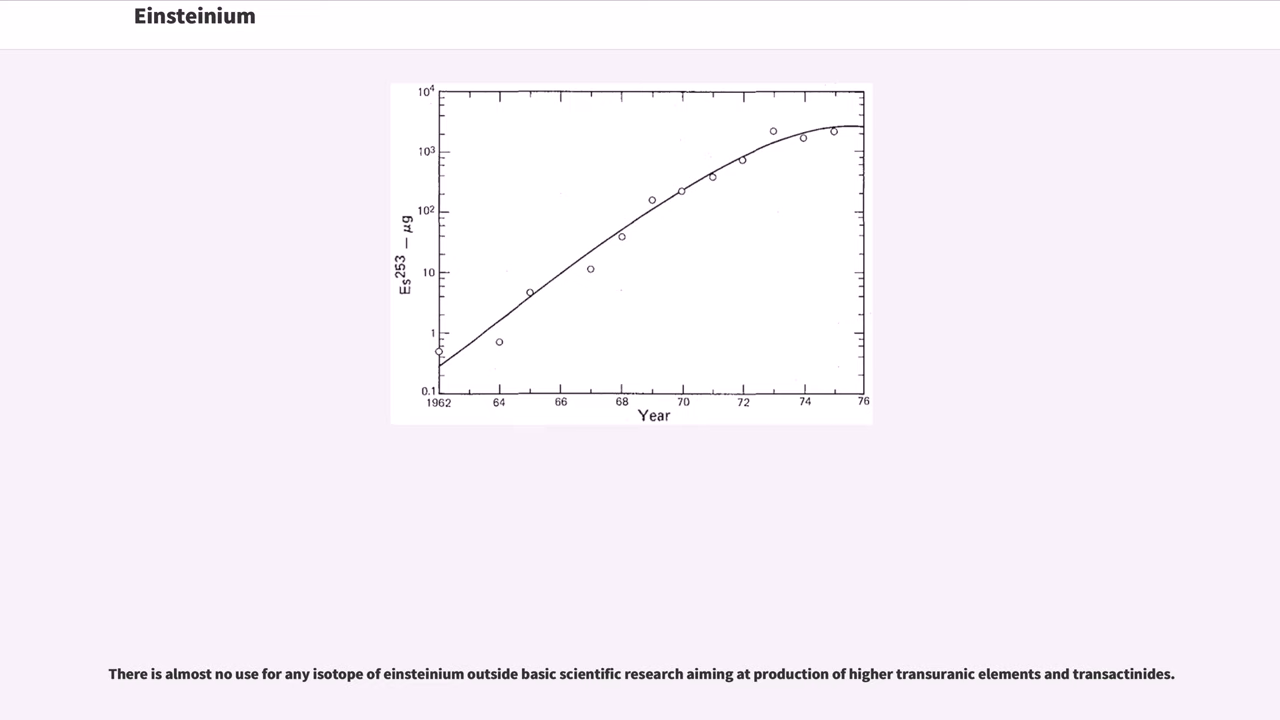 Einsteinium
10⁴
10³
10²
10
1
0.1
Es²⁵³ — µg
1962 64 66 68 70 72 74 76
Year
There is almost no use for any isotope of einsteinium outside basic scientific research aiming at production of higher transuranic elements and transactinides.